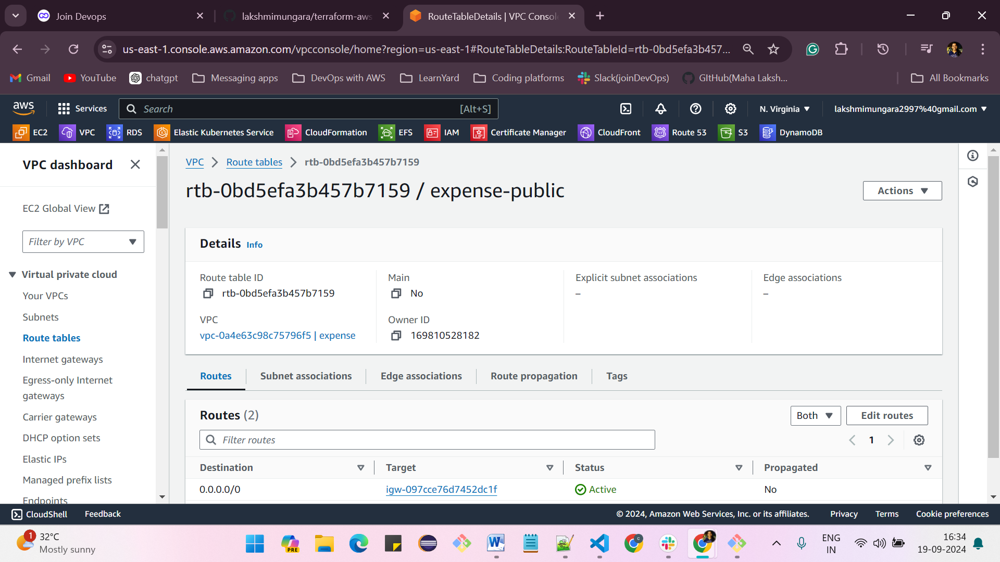 Join Devops
lakshmimungara/terraform-aws
RouteTableDetails | VPC Consol
us-east-1.console.aws.amazon.com/vpcconsole/home?region=us-east-1#RouteTableDetails:RouteTableId=rtb-0bd5efa3b457...
Gmail
YouTube
chatgpt
Messaging apps
DevOps with AWS
LearnYard
Coding platforms
Slack(joinDevOps)
GItHub(Maha Laksh...
All Bookmarks
aws
Services
Search
[Alt+S]
N. Virginia
lakshmimungara2997%40gmail.com
EC2
VPC
RDS
Elastic Kubernetes Service
CloudFormation
EFS
IAM
Certificate Manager
CloudFront
53
Route 53
S3
DynamoDB
VPC dashboard
EC2 Global View
Filter by VPC
Virtual private cloud
Your VPCs
Subnets
Route tables
Internet gateways
Egress-only Internet
gateways
Carrier gateways
DHCP option sets
Elastic IPs
Managed prefix lists
Endpoints
VPC
Route tables
rtb-0bd5efa3b457b7159
rtb-0bd5efa3b457b7159 / expense-public
Actions
Details Info
Route table ID
rtb-0bd5efa3b457b7159
Main
No
Explicit subnet associations
–
Edge associations
–
VPC
vpc-0a4e63c98c75796f5 | expense
Owner ID
169810528182
Routes
Subnet associations
Edge associations
Route propagation
Tags
Routes (2)
Both
Edit routes
Filter routes
1
Destination
Target
Status
Propagated
0.0.0.0/0
igw-097cce76d7452dc1f
Active
No
CloudShell
Feedback
© 2024, Amazon Web Services, Inc. or its affiliates.
Privacy
Terms
Cookie preferences
1
32°C
Mostly sunny
PRE
C
ENG
IN
16:34
19-09-2024